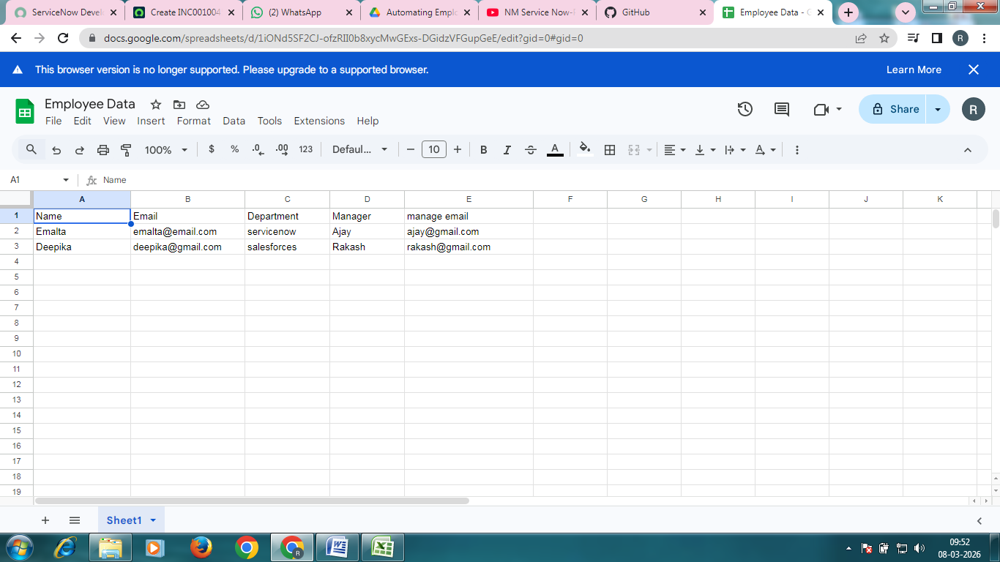 ServiceNow Devel
Create INC001004
(2) WhatsApp
Automating Emplo
NM Service Now-
GitHub
Employee Data - G
docs.google.com/spreadsheets/d/1iONd5SF2CJ-ofzRII0b8xycMwGExs-DGidzVFGupGeE/edit?gid=0#gid=0
R
This browser version is no longer supported. Please upgrade to a supported browser.
Learn More
Employee Data
File Edit View Insert Format Data Tools Extensions Help
Share
R
100% $ % .0 .00 123 Defaul... 10 B I A
A1 fx Name
A B C D E F G H I J K
1 Name Email Department Manager manage email
2 Emalta emalta@email.com servicenow Ajay ajay@gmail.com
3 Deepika deepika@gmail.com salesforces Rakash rakash@gmail.com
4
5
6
7
8
9
10
11
12
13
14
15
16
17
18
19
Sheet1
09:52
08-03-2026